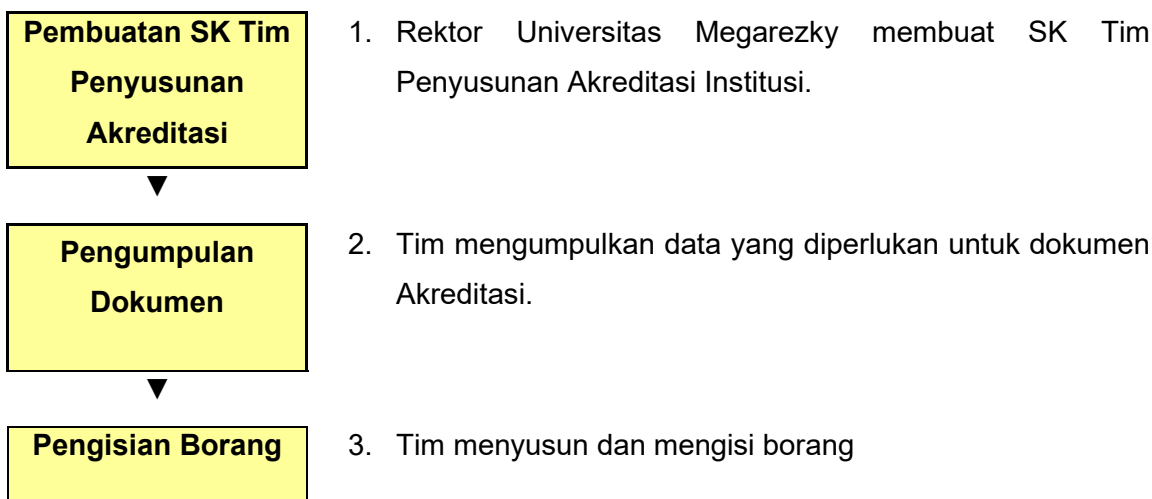 Pembuatan SK Tim
Penyusunan
Akreditasi
1. Rektor Universitas Megarezky membuat SK Tim
Penyusunan Akreditasi Institusi.
▼
Pengumpulan
Dokumen
2. Tim mengumpulkan data yang diperlukan untuk dokumen
Akreditasi.
▼
Pengisian Borang
3. Tim menyusun dan mengisi borang